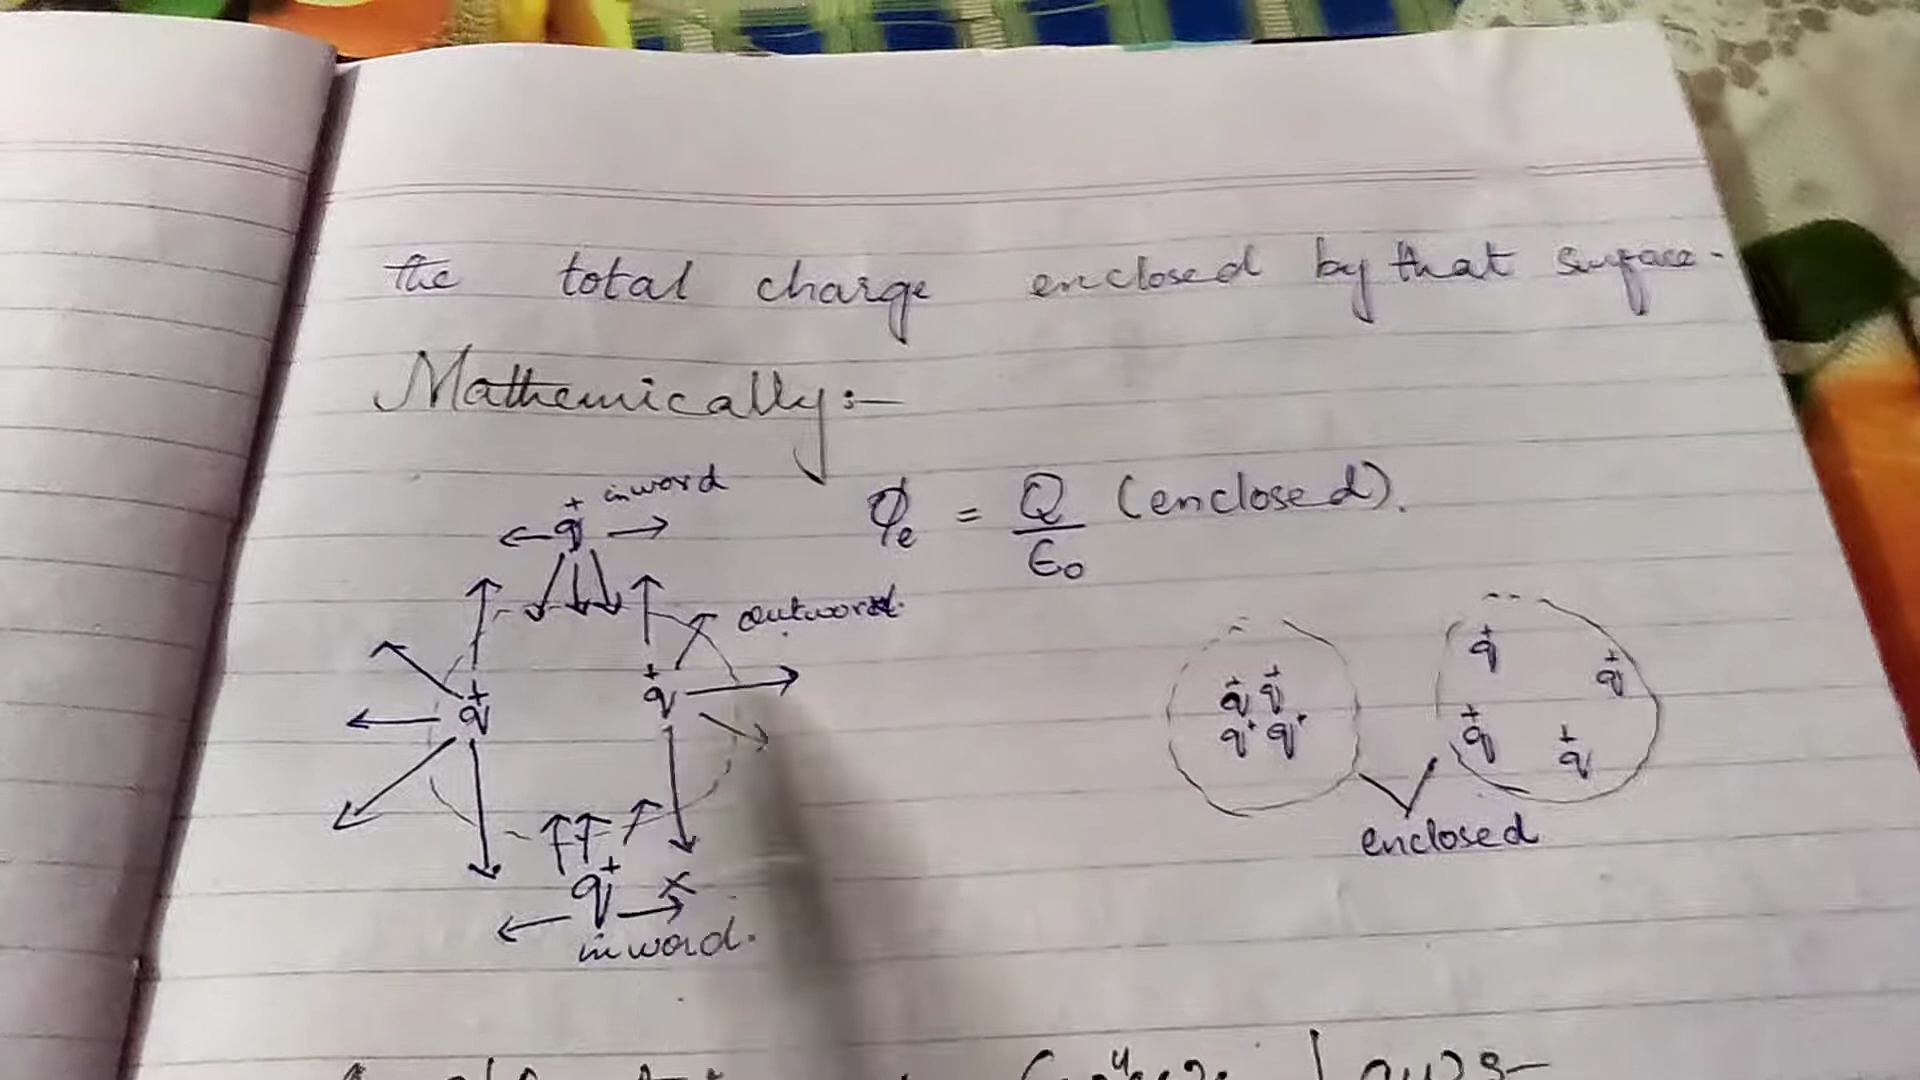 the total charge enclosed by that surface.
Mathemically:-
inword
+
q
ϕe = Q/ϵ0 (enclosed).
outword.
+
q
+
q
+
q
inword.
+
q
+
q
q+ q+
+
q
+
q
+
q
+
q
enclosed